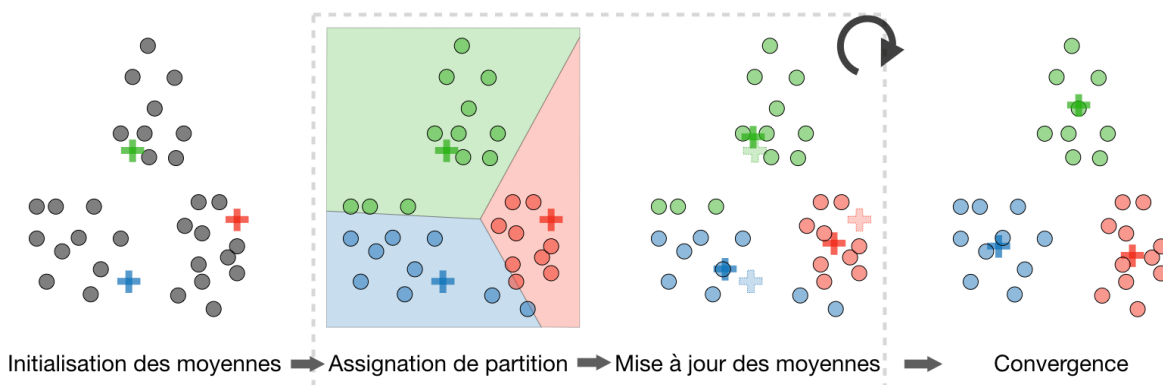 Initialisation des moyennes
Assignation de partition
Mise à jour des moyennes
Convergence